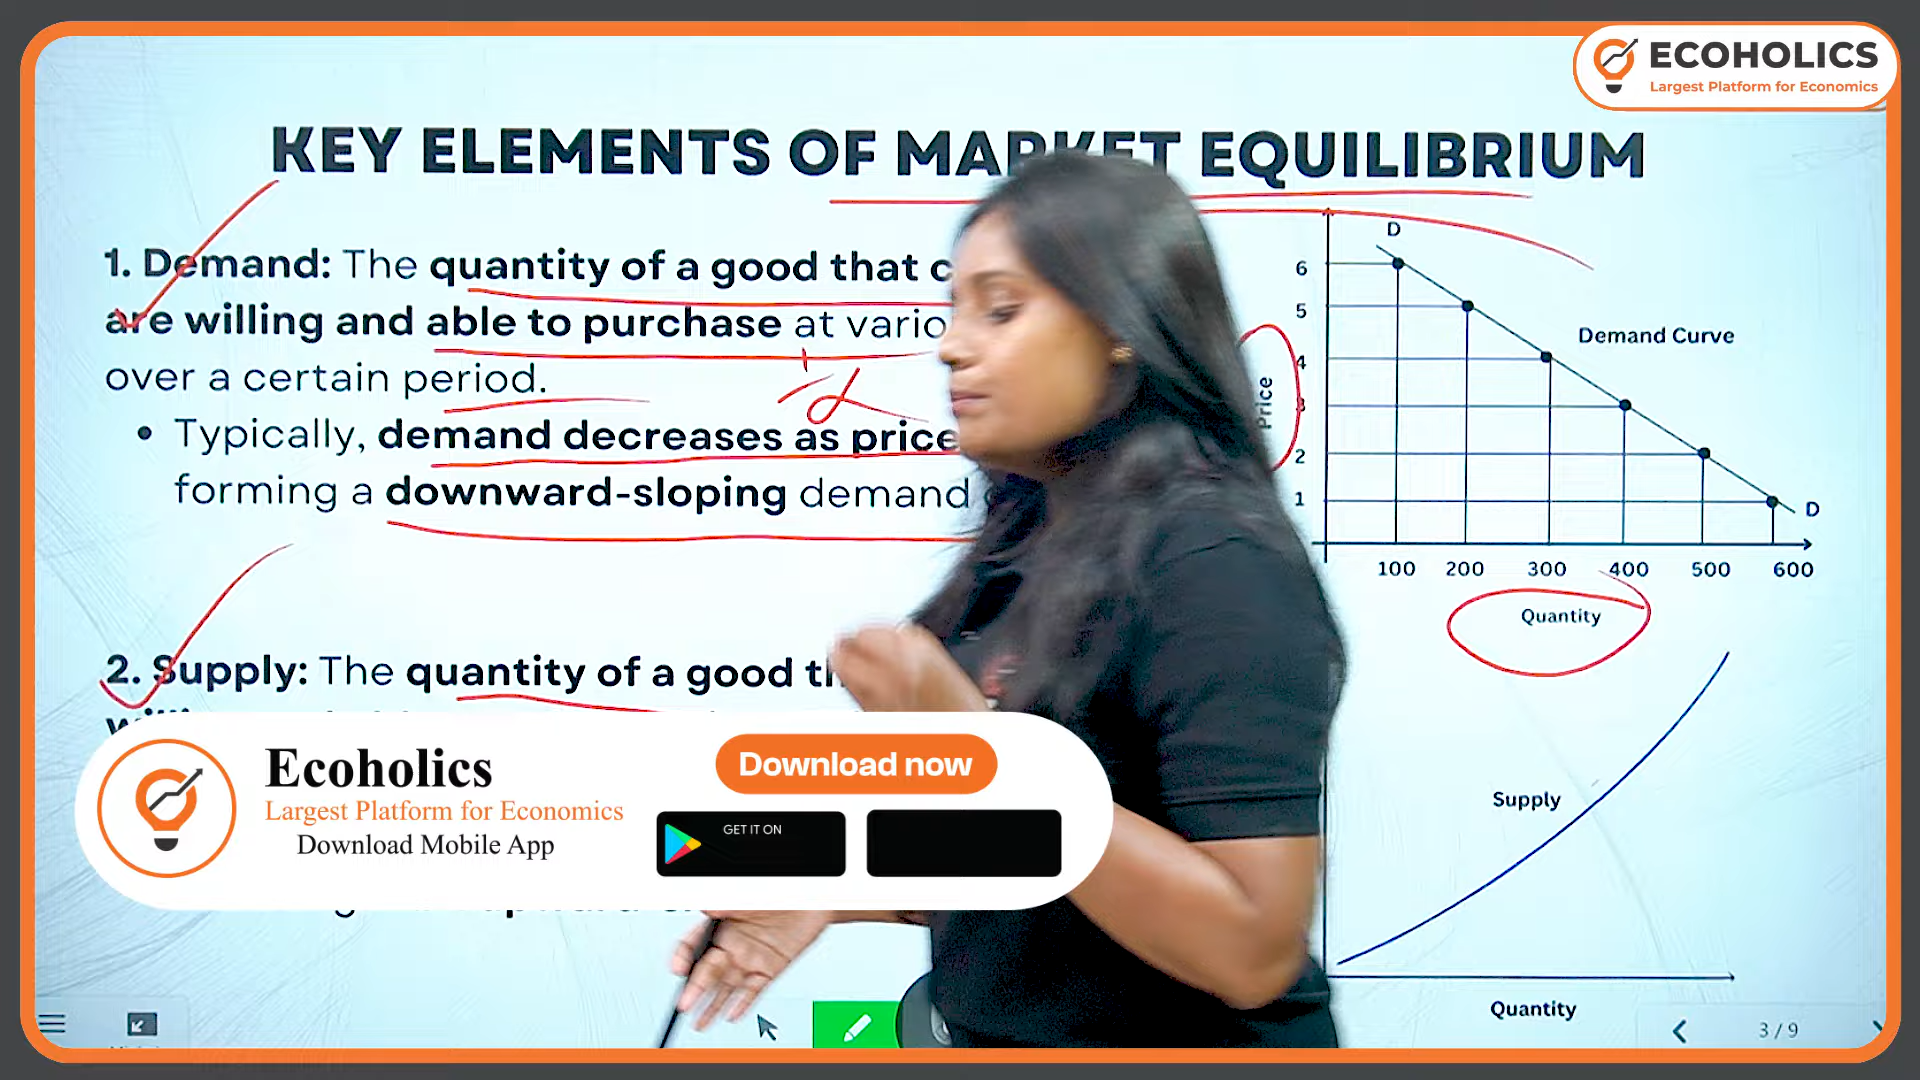 ECOHOLICS
Largest Platform for Economics
KEY ELEMENTS OF MARKET EQUILIBRIUM
1. Demand: The quantity of a good that
are willing and able to purchase at
over a certain period.
• Typically, demand decreases as price
forming a downward-sloping demand
D
6
5
4
3
2
1
Price
Demand Curve
D
100 200 300 400 500 600
Quantity
2. Supply: The quantity of a good
Supply
Quantity
Ecoholics
Largest Platform for Economics
Download Mobile App
Download now
GET IT ON
3 / 9